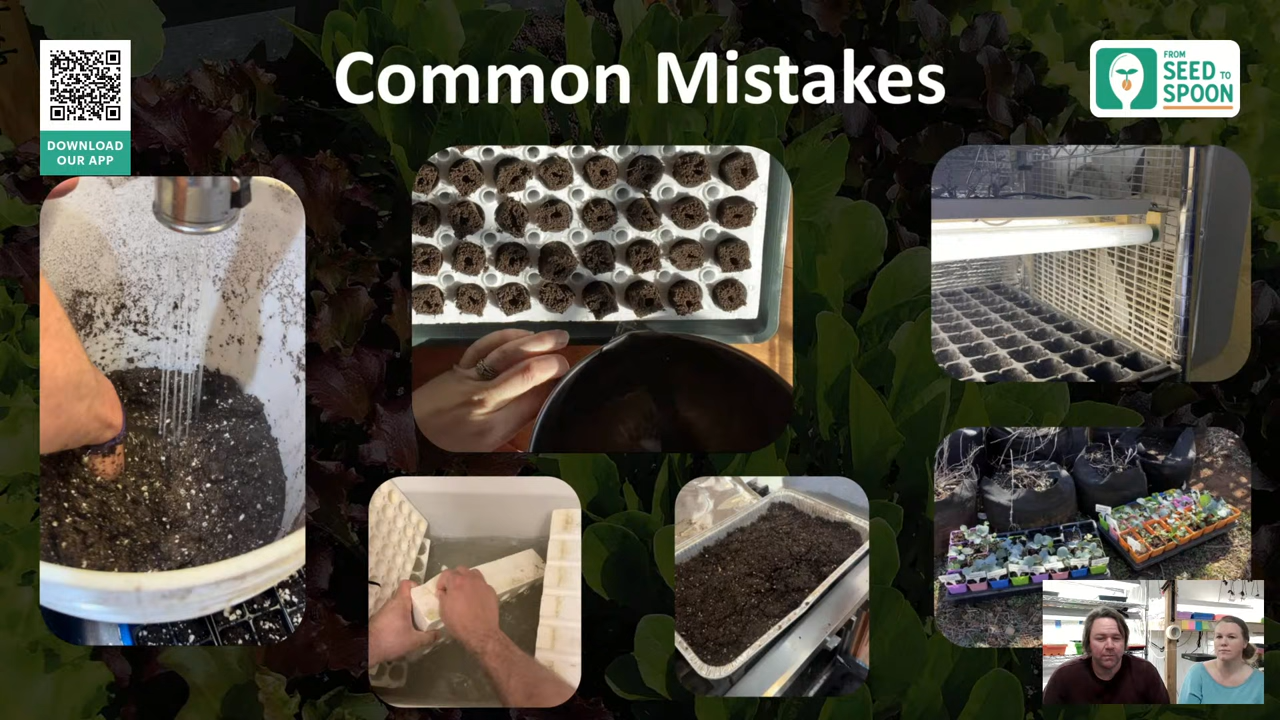 Common Mistakes
DOWNLOAD
OUR APP
FROM
SEED TO
SPOON